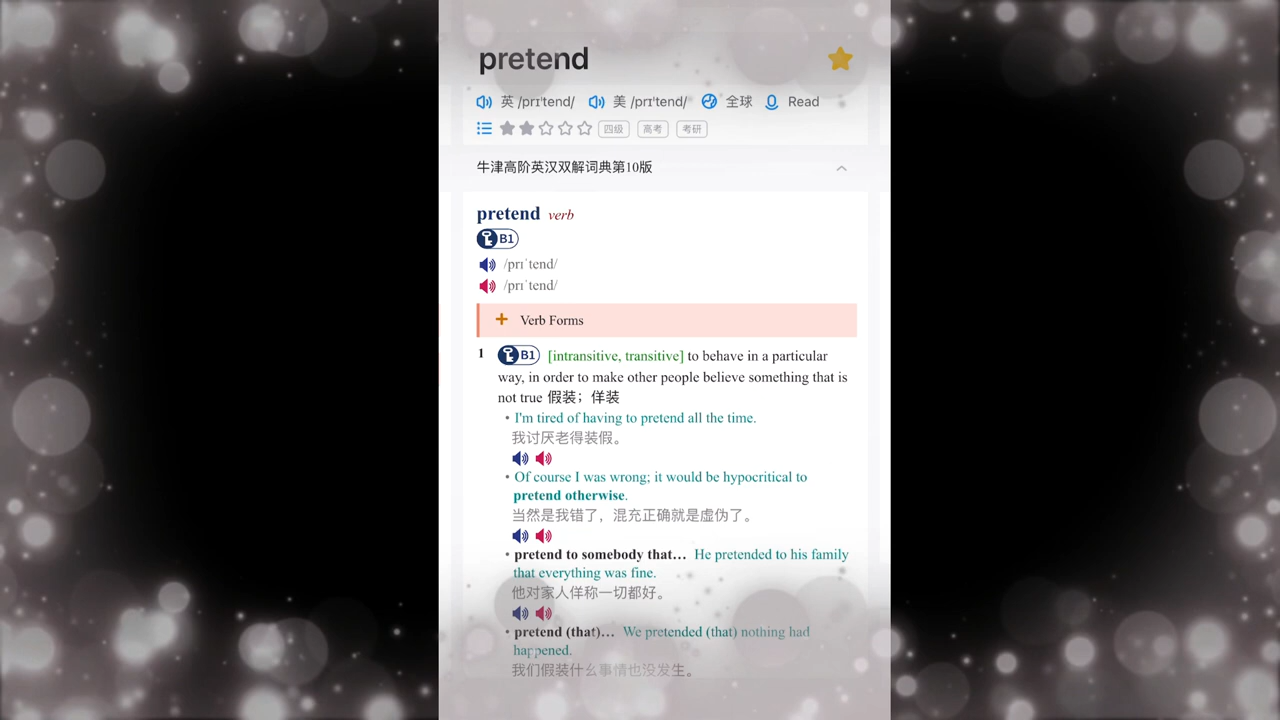 pretend
英 /prɪˈtend/ 美 /prɪˈtend/ 全球 Read
四级 高考 考研
牛津高阶英汉双解词典第10版
pretend verb
B1
/prɪˈtend/
/prɪˈtend/
+ Verb Forms
1 B1 [intransitive, transitive] to behave in a particular
way, in order to make other people believe something that is
not true 假装；佯装
• I'm tired of having to pretend all the time.
我讨厌老得装假。
• Of course I was wrong; it would be hypocritical to
pretend otherwise.
当然是我错了，混充正确就是虚伪了。
• pretend to somebody that… He pretended to his family
that everything was fine.
他对家人佯称一切都好。
• pretend (that)… We pretended (that) nothing had
happened.
我们假装什么事情也没发生。